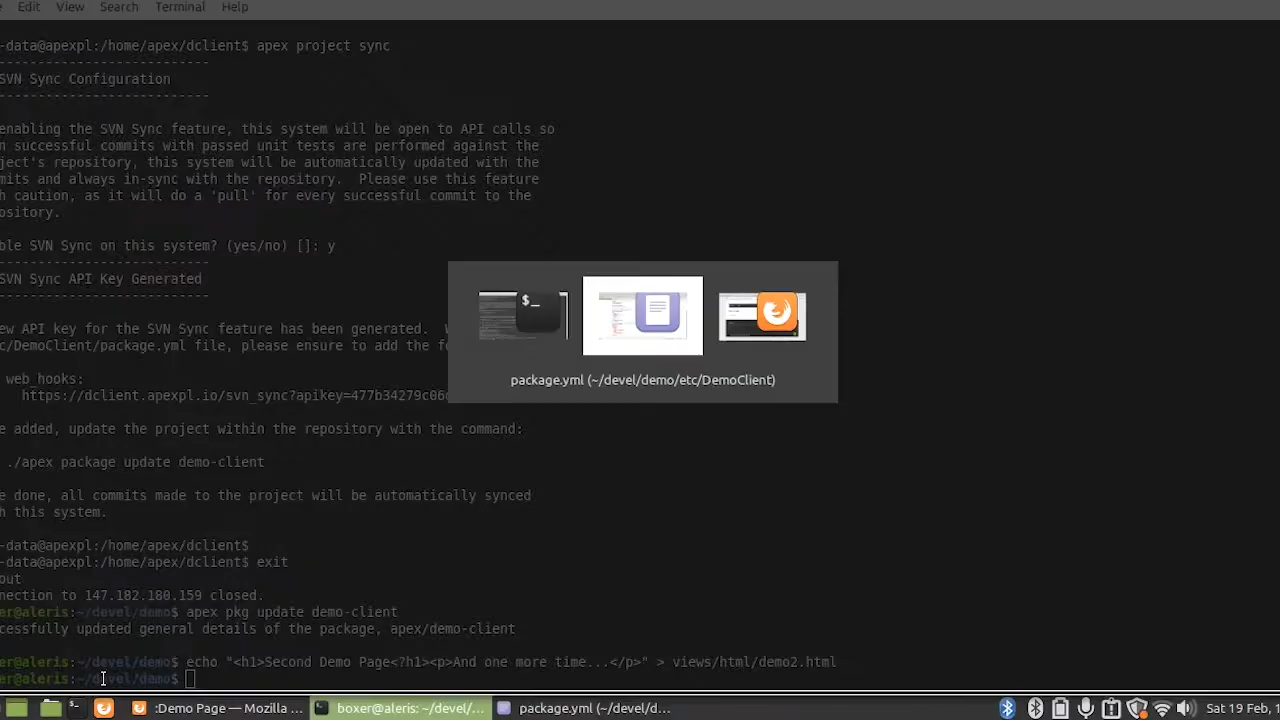 Edit View Search Terminal Help
-data@apexpl:/home/apex/dclient$ apex project sync
---------------------------
SVN Sync Configuration
---------------------------
enabling the SVN Sync feature, this system will be open to API calls so
n successful commits with passed unit tests are performed against the
ject's repository, this system will be automatically updated with the
mits and always in-sync with the repository.  Please use this feature
h caution, as it will do a 'pull' for every successful commit to the
ository.
ble SVN Sync on this system? (yes/no) []: y
---------------------------
SVN Sync API Key Generated
---------------------------
ew API key for the SVN Sync feature has been generated.
c/DemoClient/package.yml file, please ensure to add the
web_hooks:
https://dclient.apexpl.io/svn_sync?apikey=477b34279c06
$_
package.yml (~/devel/demo/etc/DemoClient)
e added, update the project within the repository with the command:
./apex package update demo-client
e done, all commits made to the project will be automatically synced
h this system.
-data@apexpl:/home/apex/dclient$
-data@apexpl:/home/apex/dclient$ exit
out
nection to 147.182.180.159 closed.
er@aleris:~/devel/demo$ apex pkg update demo-client
cessfully updated general details of the package, apex/demo-client
er@aleris:~/devel/demo$ echo "<h1>Second Demo Page<?h1><p>And one more time...</p>" > views/html/demo2.html
er@aleris:~/devel/demo$
:Demo Page — Mozilla ... boxer@aleris: ~/devel/... package.yml (~/devel/d... Sat 19 Feb,